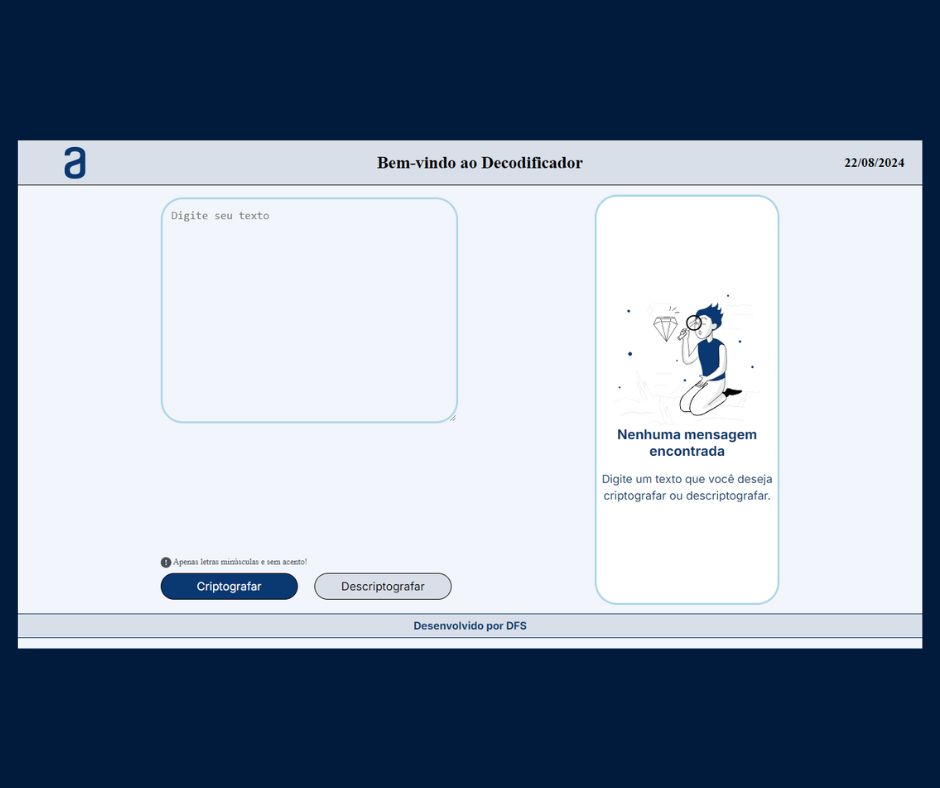 a
Bem-vindo ao Decodificador
22/08/2024
Digite seu texto
Nenhuma mensagem
encontrada
Digite um texto que você deseja
criptografar ou descriptografar.
! Apenas letras minúsculas e sem acento!
Criptografar
Descriptografar
Desenvolvido por DFS